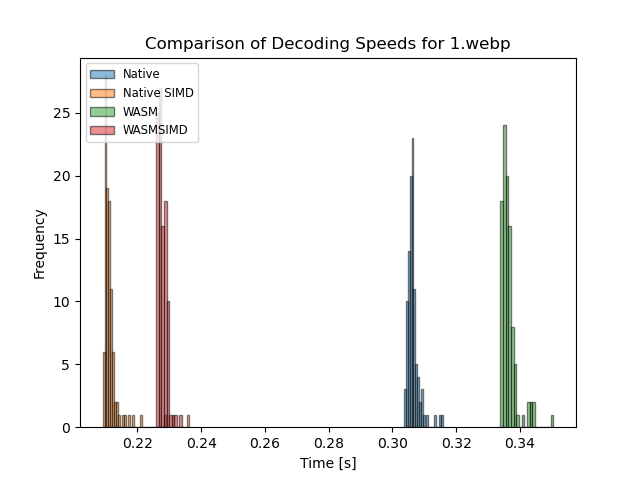 Comparison of Decoding Speeds for 1.webp
Native
Native SIMD
WASM
WASMSIMD
25
20
15
10
5
0
Frequency
0.22 0.24 0.26 0.28 0.30 0.32 0.34
Time [s]